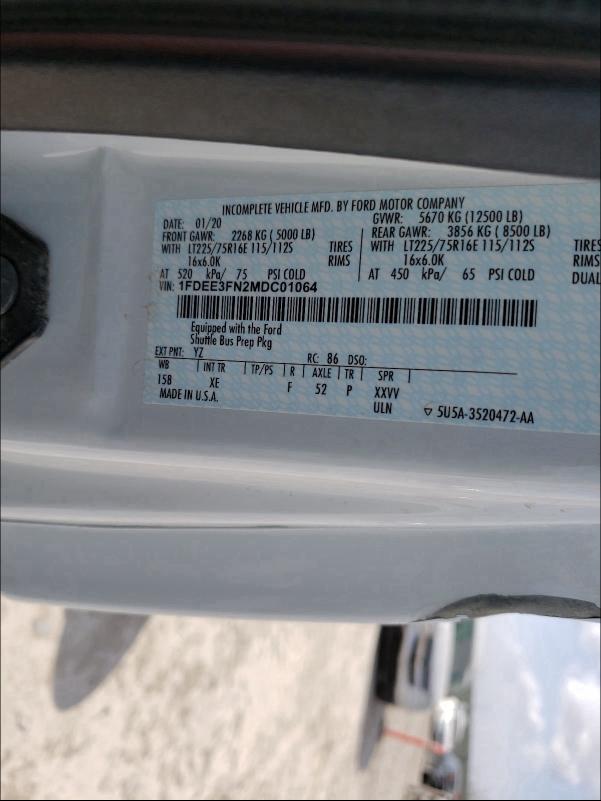 INCOMPLETE VEHICLE MFD. BY FORD MOTOR COMPANY
DATE: 01/20 GVWR: 5670 KG (12500 LB)
FRONT GAWR: 2268 KG ( 5000 LB) REAR GAWR: 3856 KG ( 8500 LB)
WITH LT225/75R16E 115/112S TIRES WITH LT225/75R16E 115/112S TIRES
16x6.0K RIMS 16x6.0K RIMS
AT 520 kPa/ 75 PSI COLD AT 450 kPa/ 65 PSI COLD DUAL
VIN: 1FDEE3FN2MDC01064
Equipped with the Ford
Shuttle Bus Prep Pkg
EXT PNT: YZ RC: 86 DSO:
WB INT TR TP/PS R AXLE TR SPR
158 XE F 52 P XXVV
MADE IN U.S.A. ULN ▽ 5U5A-3520472-AA